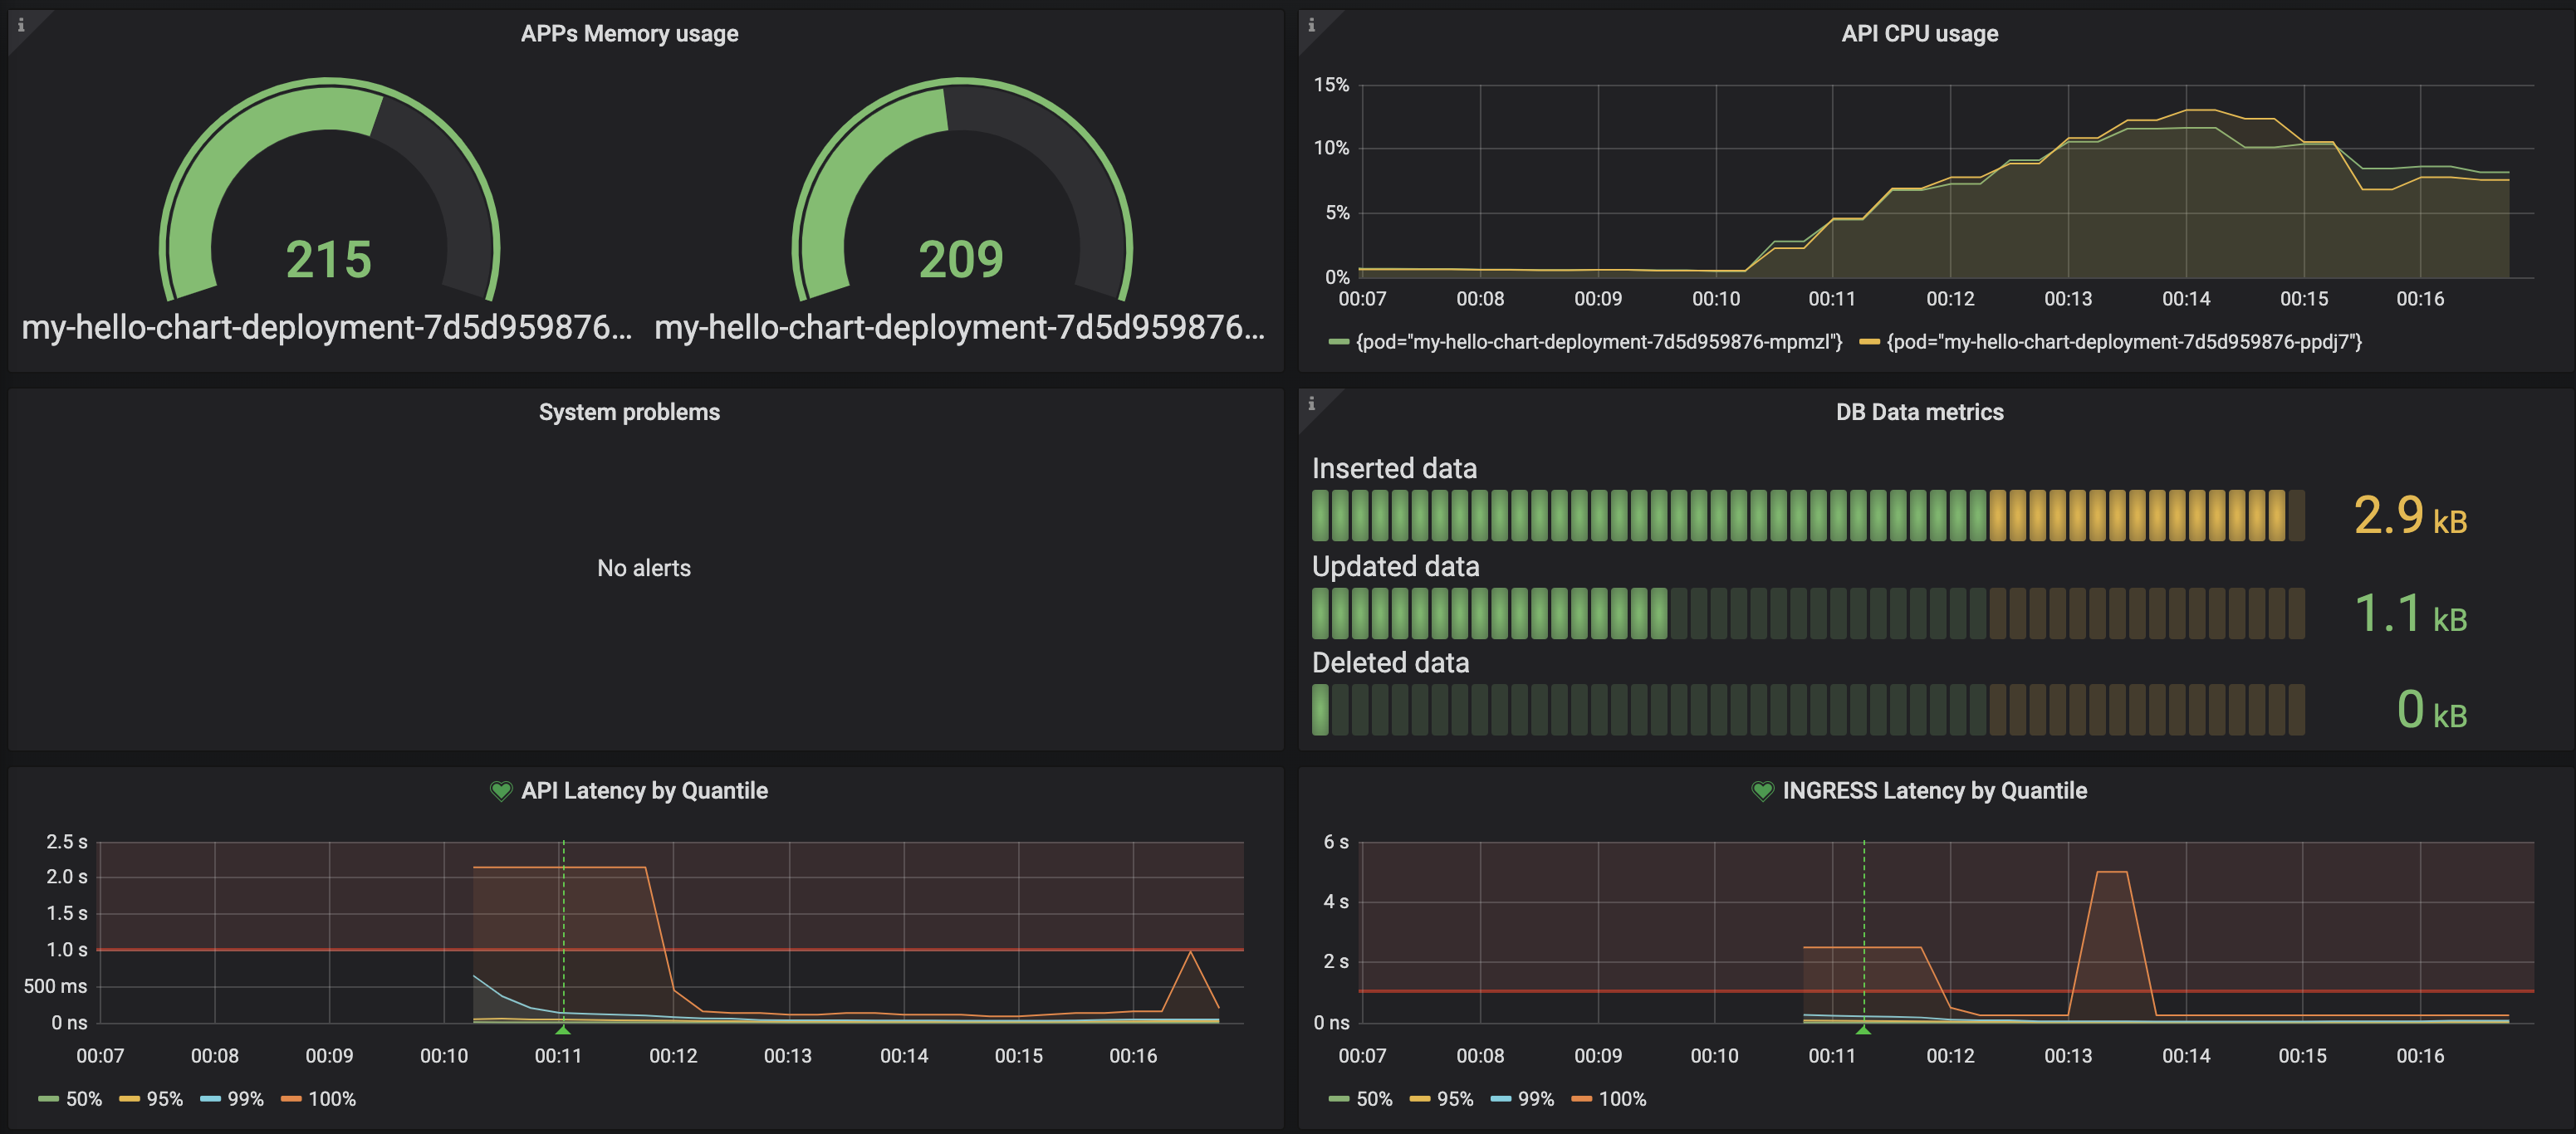 APPs Memory usage
215
209
my-hello-chart-deployment-7d5d959876...
my-hello-chart-deployment-7d5d959876...
API CPU usage
15%
10%
5%
0%
00:07 00:08 00:09 00:10 00:11 00:12 00:13 00:14 00:15 00:16
{pod="my-hello-chart-deployment-7d5d959876-mpmzl"} {pod="my-hello-chart-deployment-7d5d959876-ppdj7"}
System problems
No alerts
DB Data metrics
Inserted data
2.9 kB
Updated data
1.1 kB
Deleted data
0 kB
API Latency by Quantile
2.5 s
2.0 s
1.5 s
1.0 s
500 ms
0 ns
00:07 00:08 00:09 00:10 00:11 00:12 00:13 00:14 00:15 00:16
50% 95% 99% 100%
INGRESS Latency by Quantile
6 s
4 s
2 s
0 ns
00:07 00:08 00:09 00:10 00:11 00:12 00:13 00:14 00:15 00:16
50% 95% 99% 100%